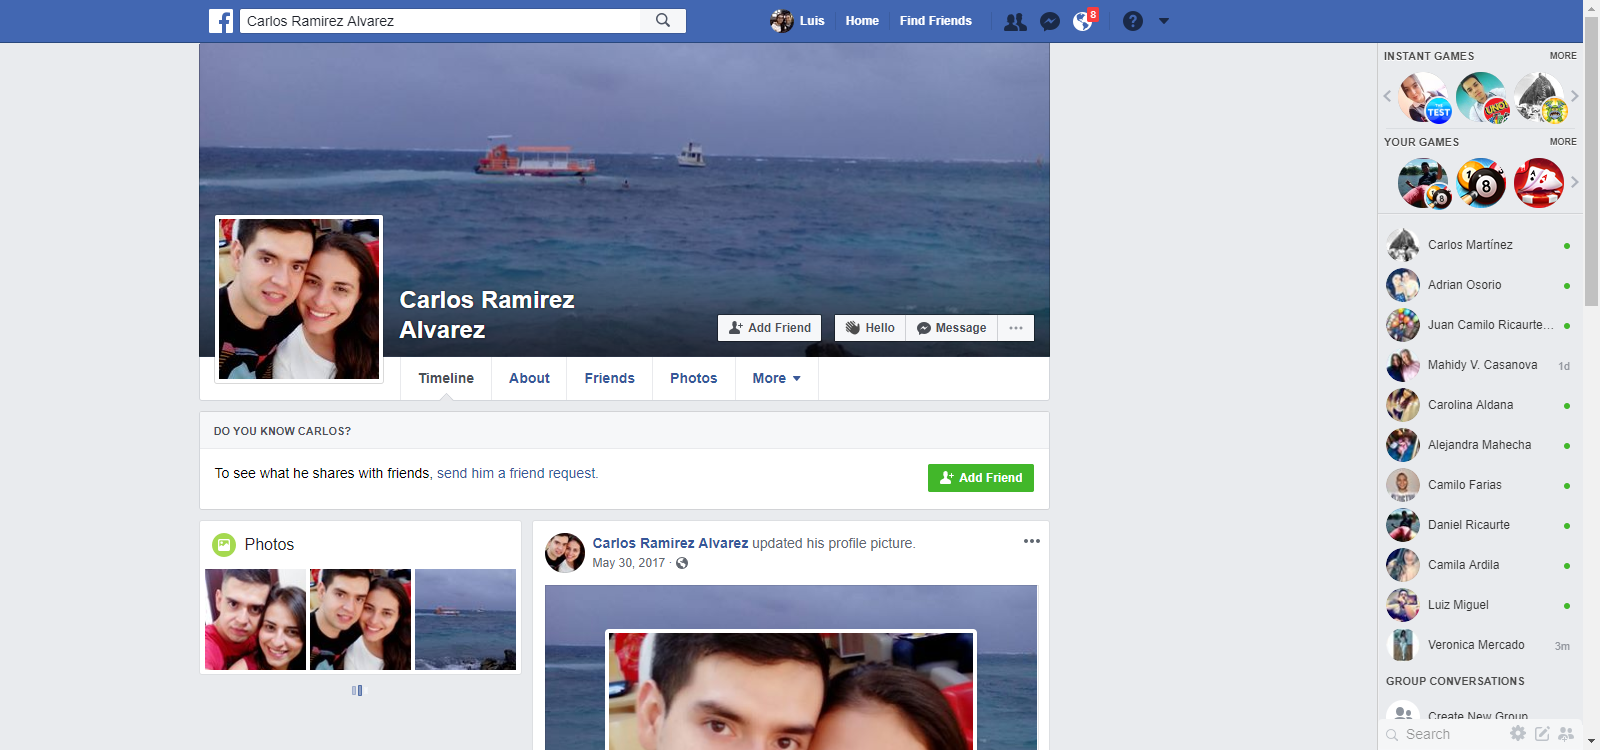 Carlos Ramirez Alvarez
Luis
Home
Find Friends
8
Carlos Ramirez
Alvarez
Add Friend
Hello
Message
Timeline
About
Friends
Photos
More
DO YOU KNOW CARLOS?
To see what he shares with friends, send him a friend request.
Add Friend
Photos
Carlos Ramirez Alvarez updated his profile picture.
May 30, 2017 ·
INSTANT GAMES
MORE
THE
TEST
UNO
YOUR GAMES
MORE
8
Carlos Martínez
Adrian Osorio
Juan Camilo Ricaurte...
Mahidy V. Casanova 1d
Carolina Aldana
Alejandra Mahecha
Camilo Farias
Daniel Ricaurte
Camila Ardila
Luiz Miguel
Veronica Mercado 3m
GROUP CONVERSATIONS
Create New Group
Search